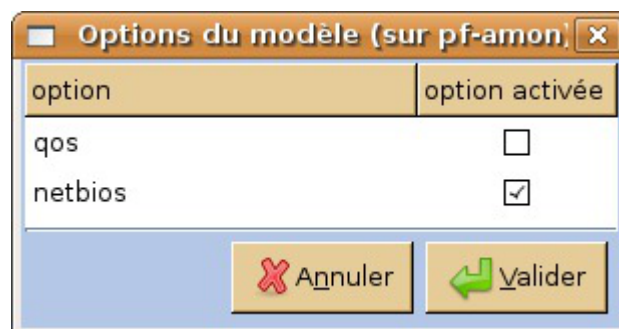 Options du modèle (sur pf-amon)
option option activée
qos
netbios
Annuler Valider